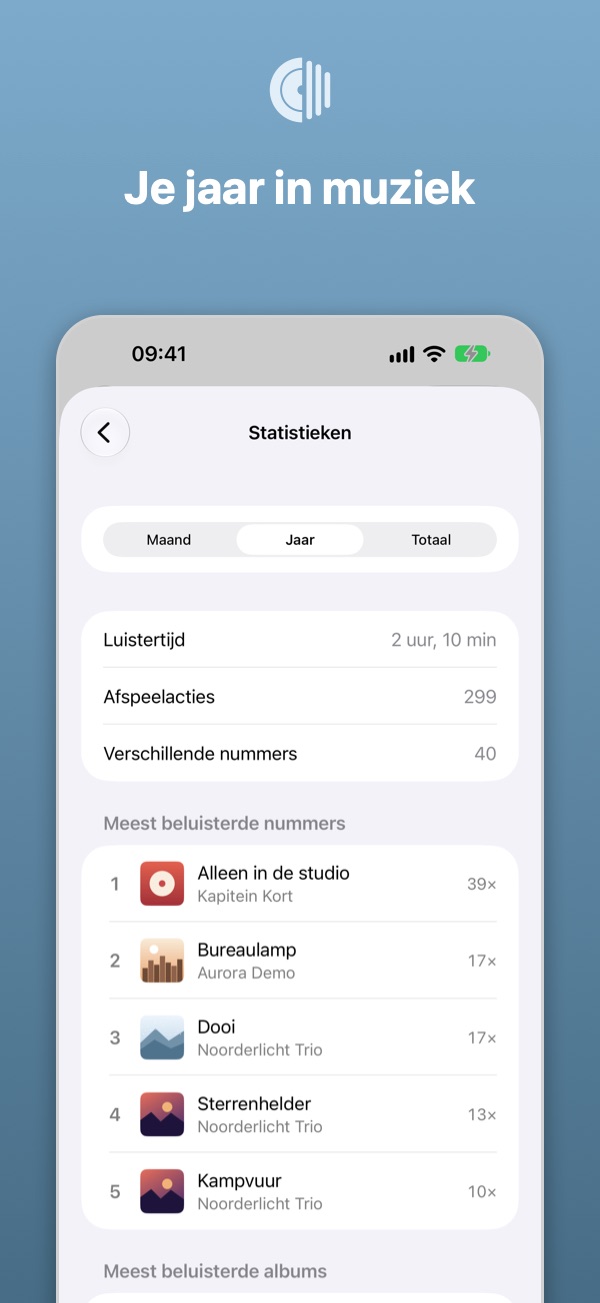 Je jaar in muziek
09:41
Statistieken
Maand Jaar Totaal
Luistertijd 2 uur, 10 min
Afspeelacties 299
Verschillende nummers 40
Meest beluisterde nummers
1 Alleen in de studio 39×
Kapitein Kort
2 Bureaulamp 17×
Aurora Demo
3 Dooi 17×
Noorderlicht Trio
4 Sterrenhelder 13×
Noorderlicht Trio
5 Kampvuur 10×
Noorderlicht Trio
Meest beluisterde albums